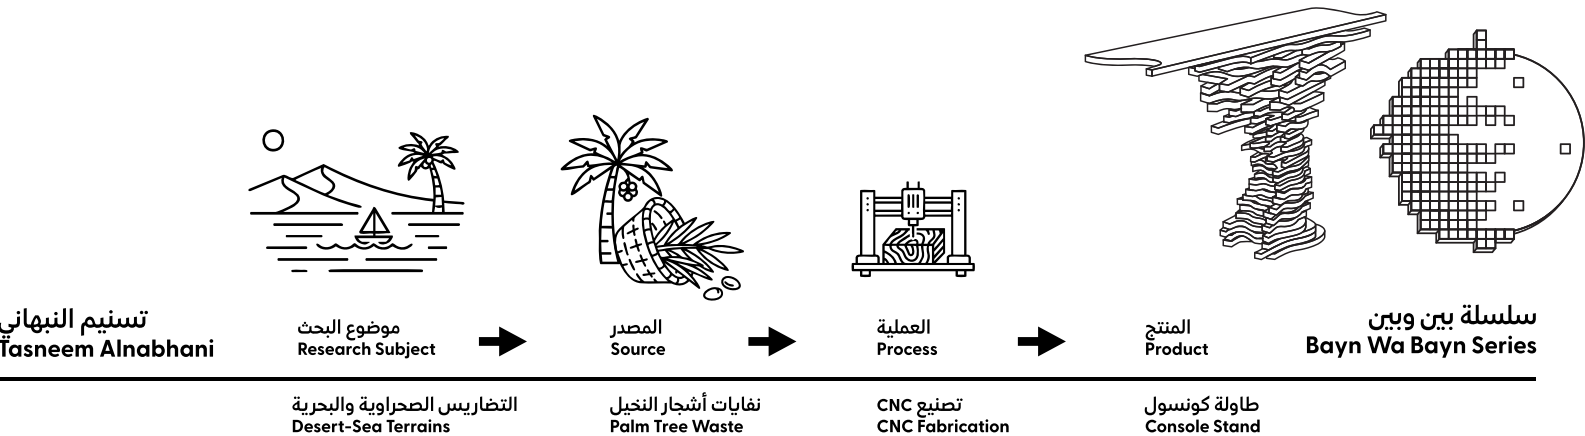 تسنيم النبهاني
Tasneem Alnabhani
موضوع البحث
Research Subject
المصدر
Source
العملية
Process
المنتج
Product
سلسلة بين وبين
Bayn Wa Bayn Series
التضاريس الصحراوية والبحرية
Desert-Sea Terrains
نفايات أشجار النخيل
Palm Tree Waste
تصنيع CNC
CNC Fabrication
طاولة كونسول
Console Stand